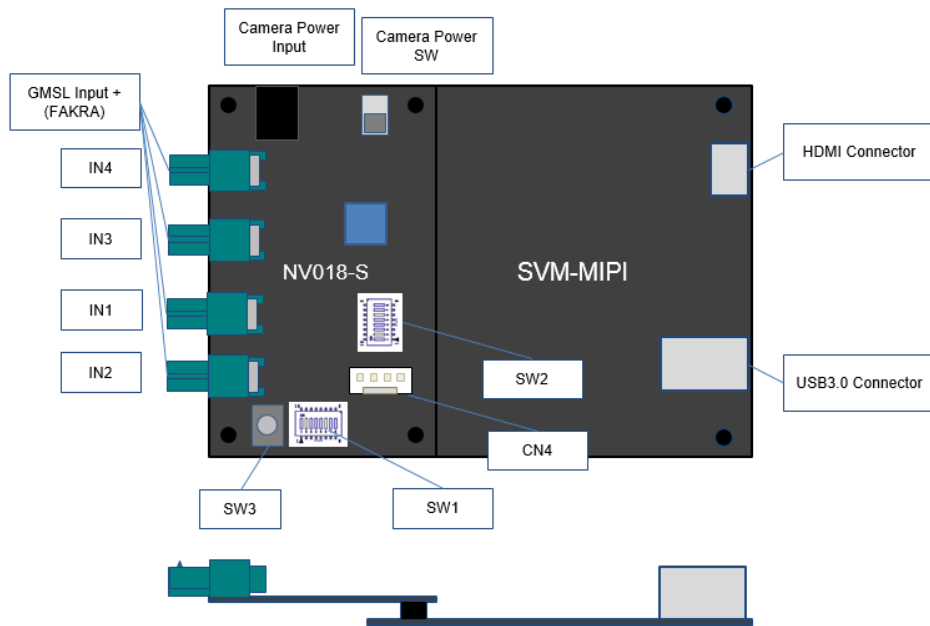 Camera Power
Input
Camera Power
SW
GMSL Input +
(FAKRA)
IN4
HDMI Connector
IN3
NV018-S
SVM-MIPI
IN1
IN2
SW2
USB3.0 Connector
CN4
SW3
SW1